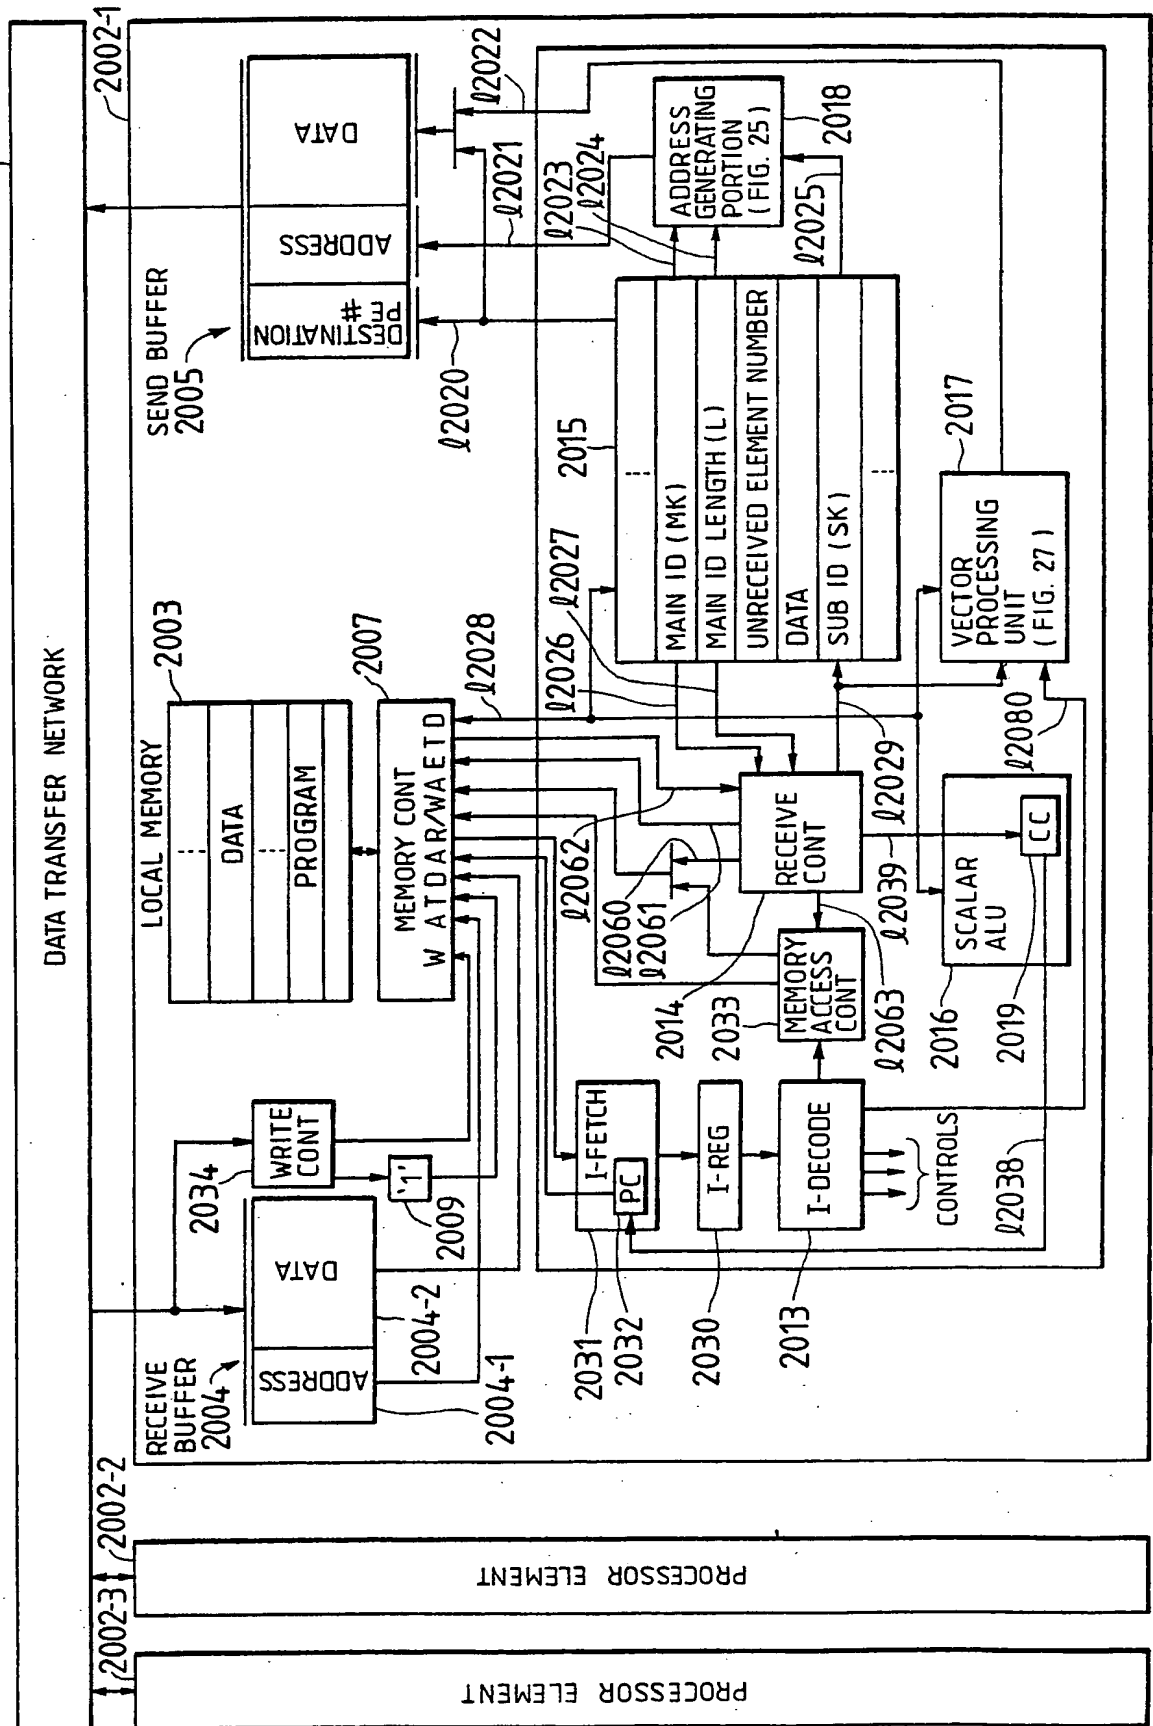 DATA TRANSFER NETWORK
2002-3
2002-2
2002-1
PROCESSOR ELEMENT
PROCESSOR ELEMENT
RECEIVE
BUFFER
2004
ADDRESS
DATA
2004-1
2004-2
2034
WRITE
CONT
'1'
2009
LOCAL MEMORY
2003
⋮
DATA
⋮
PROGRAM
⋮
2007
MEMORY CONT
W A T D A R/W A E T D
SEND BUFFER
2005
DESTINATION
PE #
ADDRESS
DATA
ℓ2020
ℓ2021
ℓ2022
ℓ2023
ℓ2024
ℓ2028
ℓ2027
ℓ2026
ℓ2062
ℓ2060
ℓ2061
2031
2032
I-FETCH
PC
2030
I-REG
2013
I-DECODE
CONTROLS
2014
2033
MEMORY
ACCESS
CONT
ℓ2063
RECEIVE
CONT
ℓ2039
ℓ2029
2015
⋮
MAIN ID (MK)
MAIN ID LENGTH (L)
UNRECEIVED ELEMENT NUMBER
DATA
SUB ID (SK)
⋮
ADDRESS
GENERATING
PORTION
(FIG. 25)
2018
ℓ2025
2016
SCALAR
ALU
CC
2019
ℓ2038
ℓ2080
VECTOR
PROCESSING
UNIT
(FIG. 27)
2017